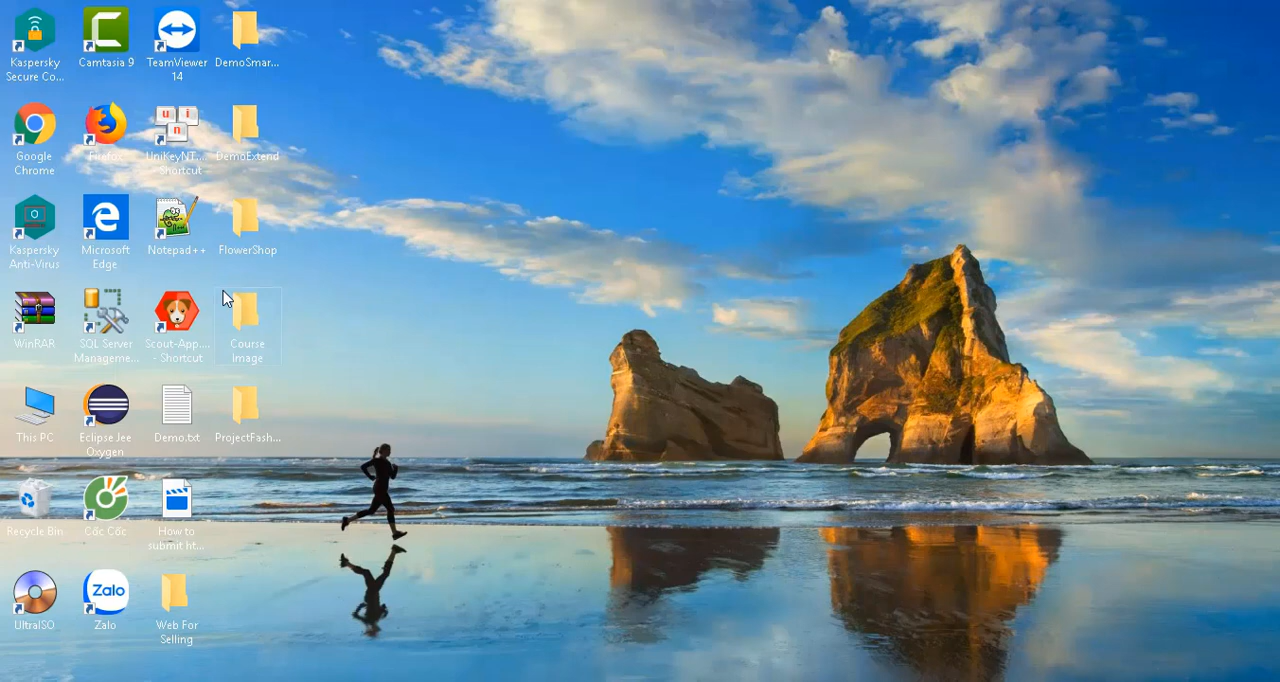 Kaspersky
Secure Co...
Camtasia 9
TeamViewer
14
DemoSmar...
Google
Chrome
Firefox
u
i
n
UniKeyNT....
- Shortcut
DemoExtend
Kaspersky
Anti-Virus
Microsoft
Edge
Notepad++
FlowerShop
WinRAR
SQL Server
Manageme...
Scout-App....
- Shortcut
Course
Image
This PC
Eclipse Jee
Oxygen
Demo.txt
ProjectFash...
Recycle Bin
Cốc Cốc
How to
submit ht...
UltraISO
Zalo
Zalo
Web For
Selling